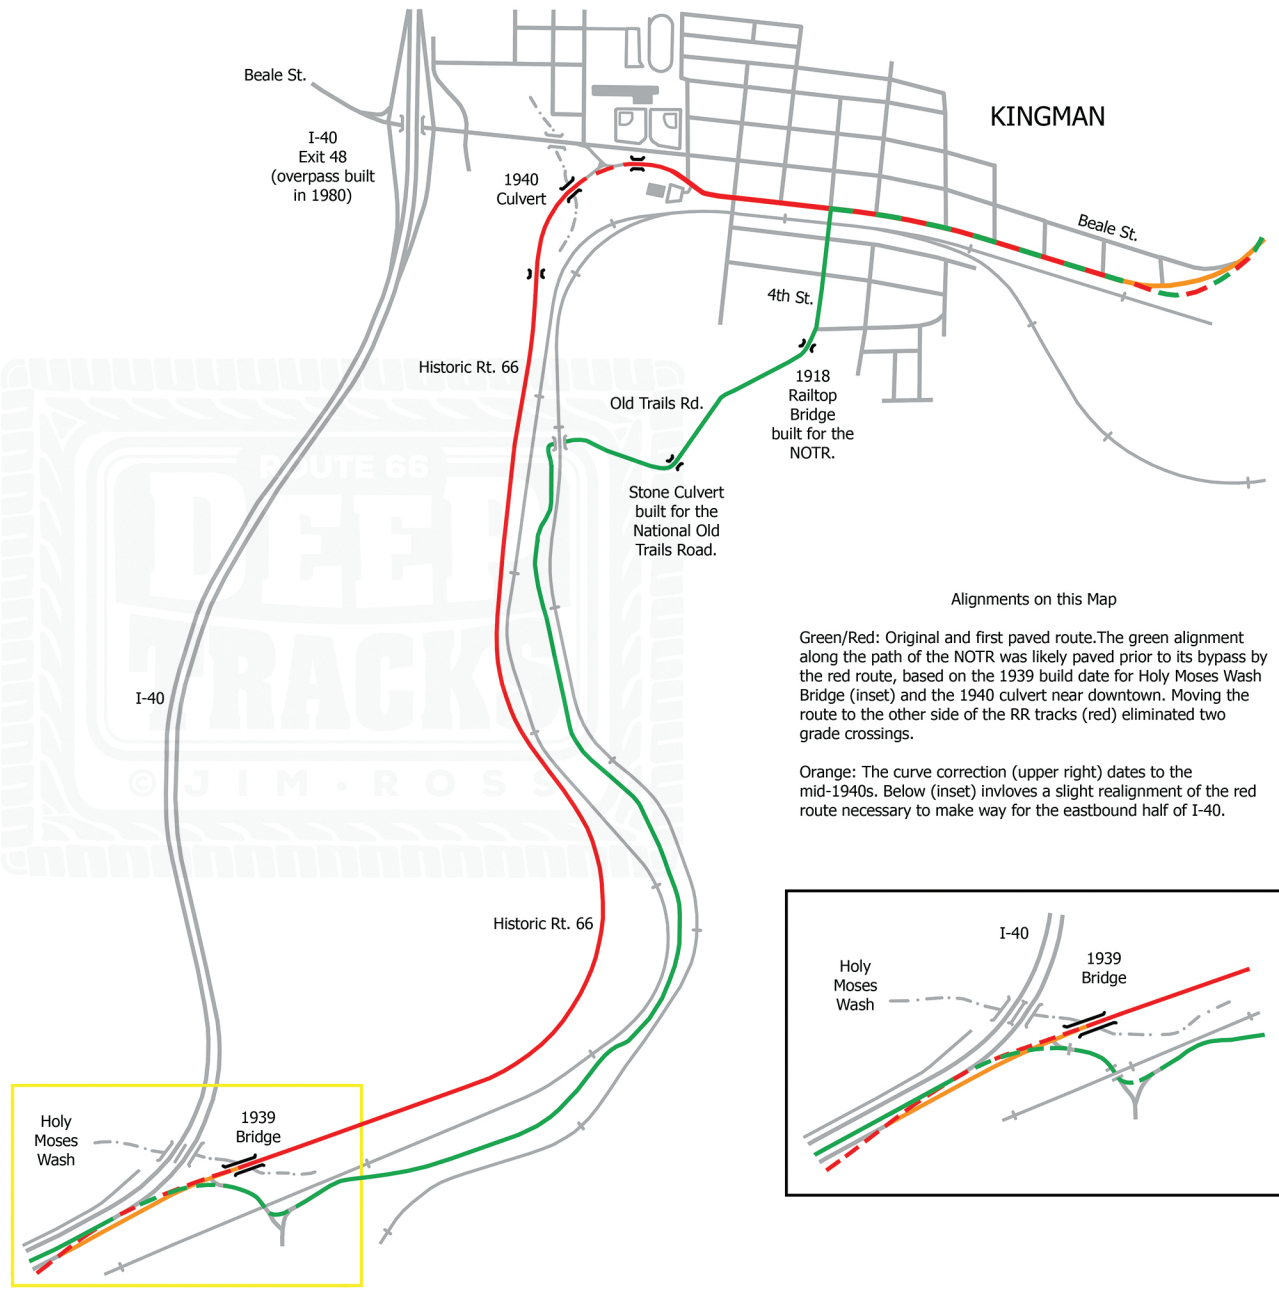 Beale St.
I-40
Exit 48
(overpass built
in 1980)
KINGMAN
1940
Culvert
Beale St.
4th St.
Historic Rt. 66
1918
Railtop
Bridge
built for the
NOTR.
Old Trails Rd.
ROUTE 66
DEEP
TRACKS
© JIM • ROSS
Stone Culvert
built for the
National Old
Trails Road.
Alignments on this Map
Green/Red: Original and first paved route.The green alignment
along the path of the NOTR was likely paved prior to its bypass by
the red route, based on the 1939 build date for Holy Moses Wash
Bridge (inset) and the 1940 culvert near downtown. Moving the
route to the other side of the RR tracks (red) eliminated two
grade crossings.
Orange: The curve correction (upper right) dates to the
mid-1940s. Below (inset) invloves a slight realignment of the red
route necessary to make way for the eastbound half of I-40.
I-40
Historic Rt. 66
I-40
1939
Bridge
Holy
Moses
Wash
Holy
Moses
Wash
1939
Bridge